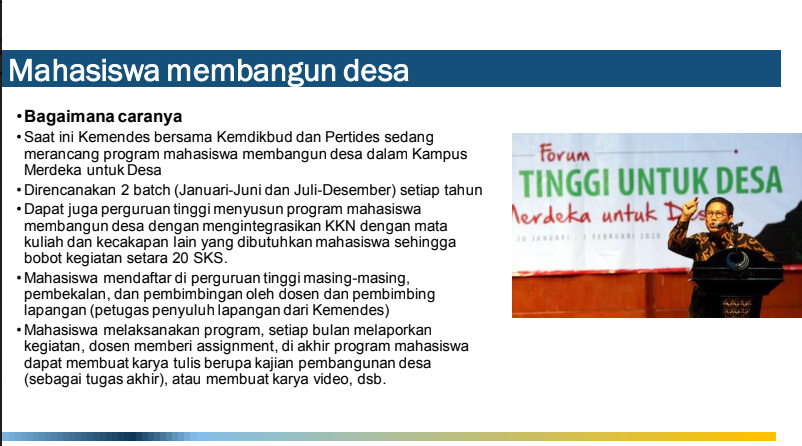 Mahasiswa membangun desa
•Bagaimana caranya
•Saat ini Kemendes bersama Kemdikbud dan Pertides sedang
merancang program mahasiswa membangun desa dalam Kampus
Merdeka untuk Desa
•Direncanakan 2 batch (Januari-Juni dan Juli-Desember) setiap tahun
•Dapat juga perguruan tinggi menyusun program mahasiswa
membangun desa dengan mengintegrasikan KKN dengan mata
kuliah dan kecakapan lain yang dibutuhkan mahasiswa sehingga
bobot kegiatan setara 20 SKS.
•Mahasiswa mendaftar di perguruan tinggi masing-masing,
pembekalan, dan pembimbingan oleh dosen dan pembimbing
lapangan (petugas penyuluh lapangan dari Kemendes)
•Mahasiswa melaksanakan program, setiap bulan melaporkan
kegiatan, dosen memberi assignment, di akhir program mahasiswa
dapat membuat karya tulis berupa kajian pembangunan desa
(sebagai tugas akhir), atau membuat karya video, dsb.
Forum
TINGGI UNTUK DESA
Merdeka untuk Des
JANUARI - 1 FEBRUARI 2020